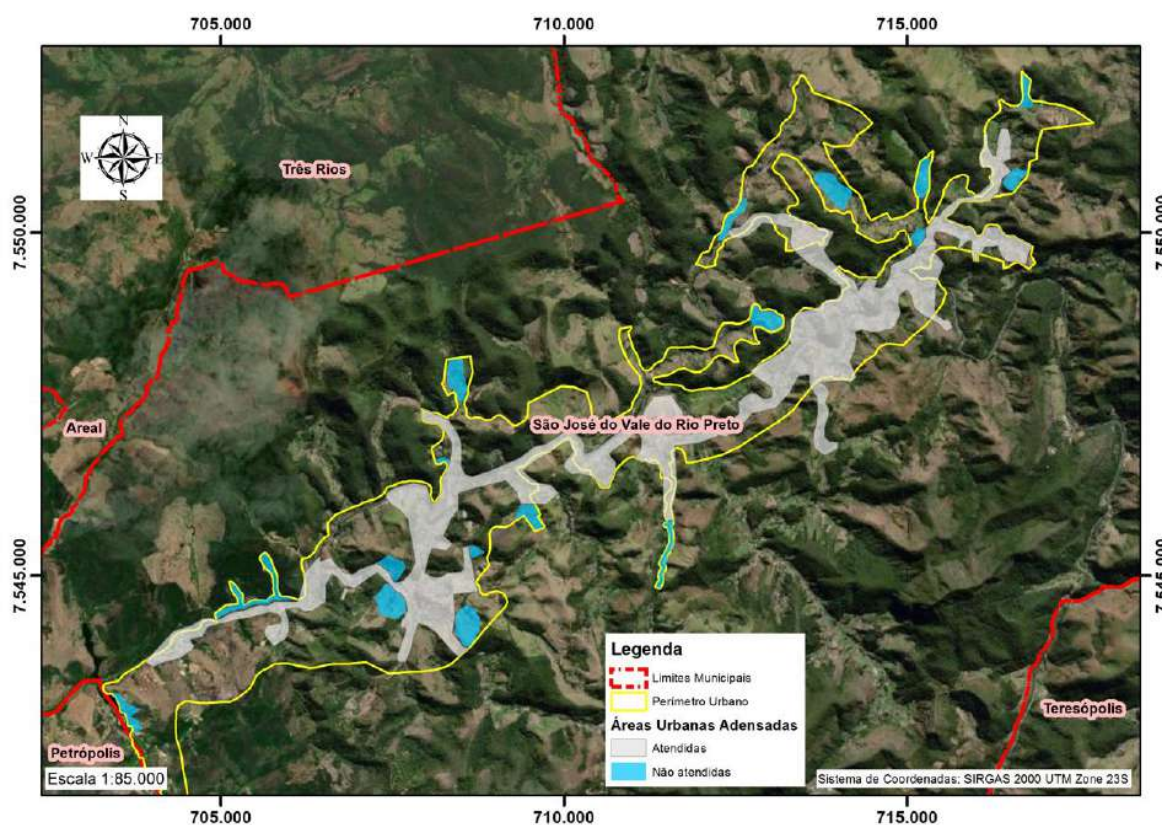 705.000 710.000 715.000
N
W E
S
Três Rios
7.550.000 7.550.000
Areal
São José do Vale do Rio Preto
7.545.000 7.545.000
Legenda
Limites Municipais
Perímetro Urbano
Áreas Urbanas Adensadas
Atendidas
Não atendidas
Teresópolis
Petrópolis
Escala 1:85.000
Sistema de Coordenadas: SIRGAS 2000 UTM Zone 23S
705.000 710.000 715.000